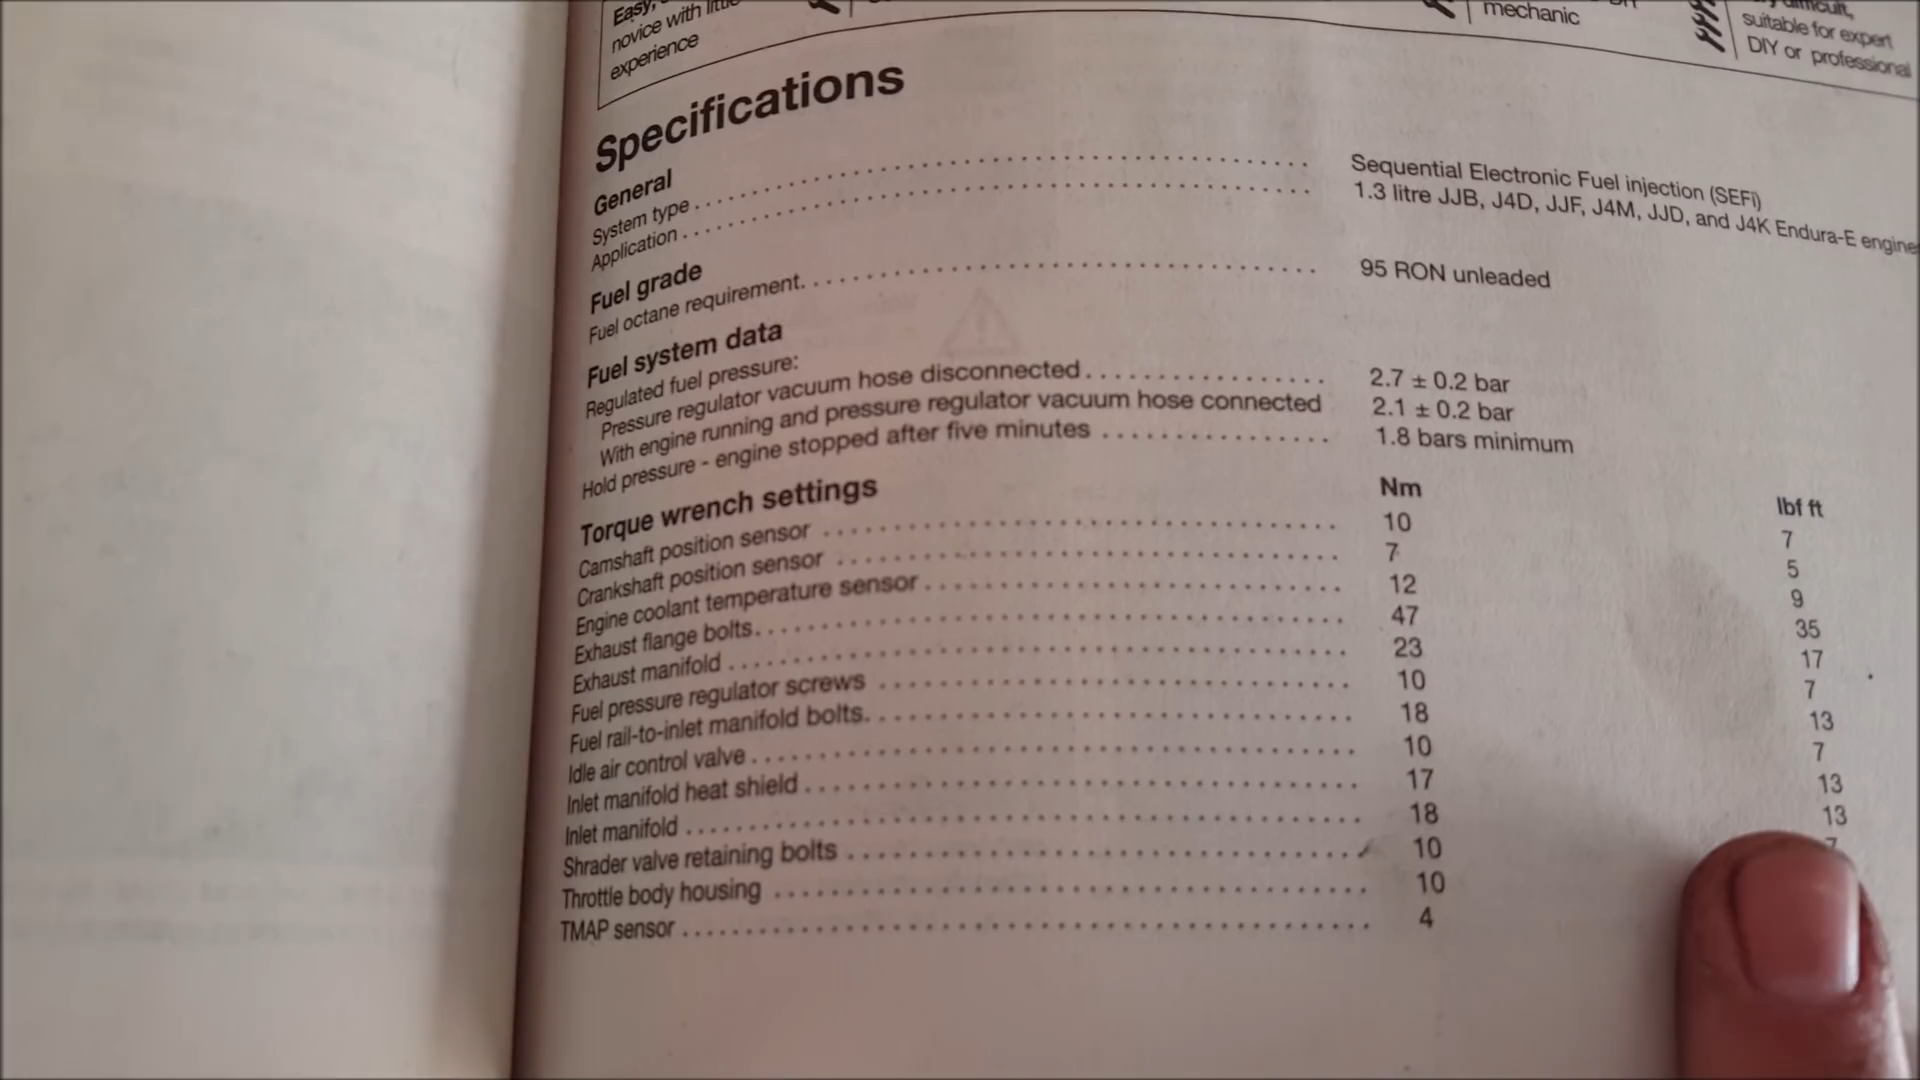 Easy,
novice with little
experience
mechanic
difficult,
suitable for expert
DIY or professional
Specifications
General
System type . . . . . . . . . . . . . . . . . . . . Sequential Electronic Fuel injection (SEFi)
Application . . . . . . . . . . . . . . . . . . . . 1.3 litre JJB, J4D, JJF, J4M, JJD, and J4K Endura-E engine
Fuel grade
Fuel octane requirement. . . . . . . . . . . . . . . . . . . . 95 RON unleaded
Fuel system data
Regulated fuel pressure:
Pressure regulator vacuum hose disconnected . . . . . . . . . . . . . . . . 2.7 ± 0.2 bar
With engine running and pressure regulator vacuum hose connected 2.1 ± 0.2 bar
Hold pressure - engine stopped after five minutes . . . . . . . . . . . . . . . 1.8 bars minimum
Torque wrench settings Nm lbf ft
Camshaft position sensor . . . . . . . . . . . . . . . . . . . . 10 7
Crankshaft position sensor . . . . . . . . . . . . . . . . . . . . 7 5
Engine coolant temperature sensor . . . . . . . . . . . . . . . . . . . . 12 9
Exhaust flange bolts. . . . . . . . . . . . . . . . . . . . 47 35
Exhaust manifold . . . . . . . . . . . . . . . . . . . . 23 17
Fuel pressure regulator screws . . . . . . . . . . . . . . . . . . . . 10 7
Fuel rail-to-inlet manifold bolts. . . . . . . . . . . . . . . . . . . . 18 13
Idle air control valve . . . . . . . . . . . . . . . . . . . . 10 7
Inlet manifold heat shield . . . . . . . . . . . . . . . . . . . . 17 13
Inlet manifold . . . . . . . . . . . . . . . . . . . . 18 13
Shrader valve retaining bolts . . . . . . . . . . . . . . . . . . . . 10 7
Throttle body housing . . . . . . . . . . . . . . . . . . . . 10
TMAP sensor . . . . . . . . . . . . . . . . . . . . 4